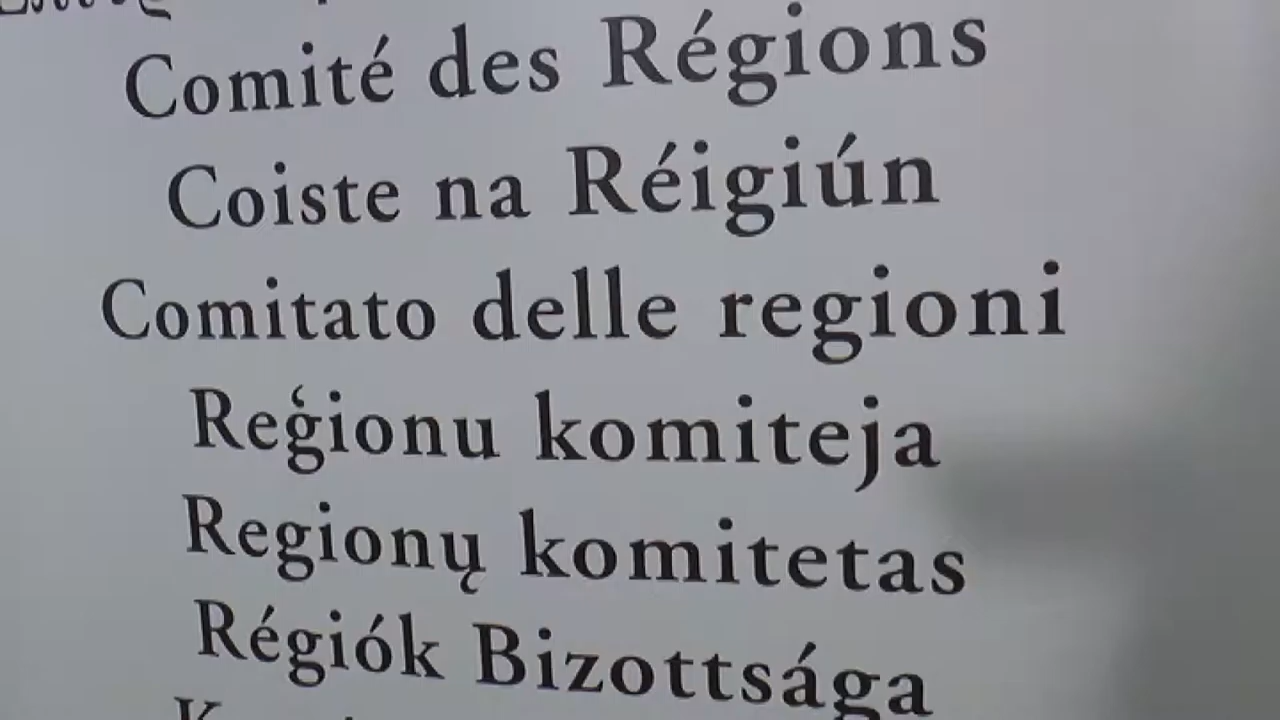 Comité des Régions
Coiste na Réigiún
Comitato delle regioni
Reģionu komiteja
Regionų komitetas
Régiók Bizottsága